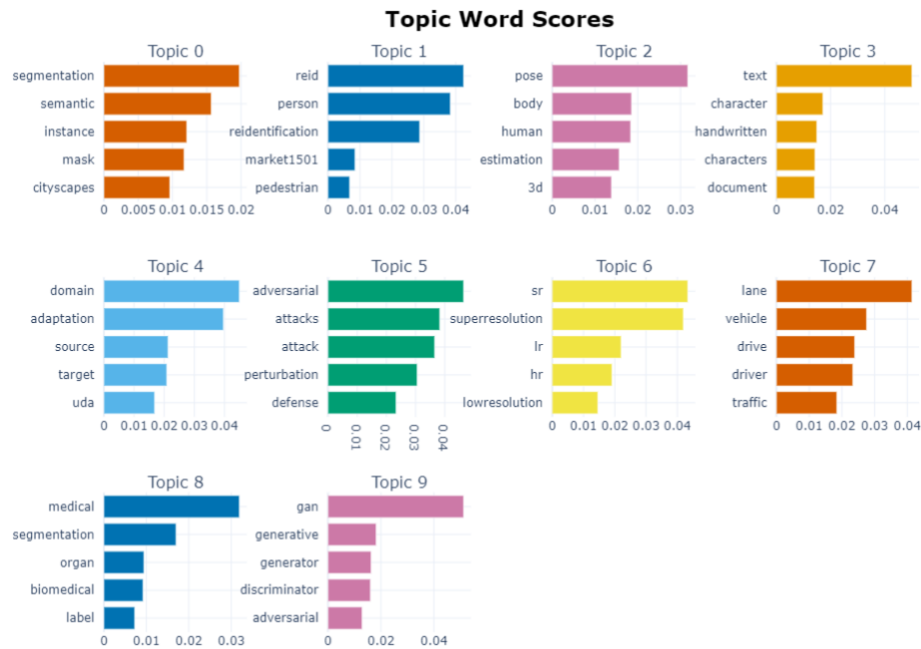 Topic Word Scores
Topic 0
segmentation
semantic
instance
mask
cityscapes
0 0.005 0.01 0.015 0.02
Topic 1
reid
person
reidentification
market1501
pedestrian
0 0.01 0.02 0.03 0.04
Topic 2
pose
body
human
estimation
3d
0 0.01 0.02 0.03
Topic 3
text
character
handwritten
characters
document
0 0.02 0.04
Topic 4
domain
adaptation
source
target
uda
0 0.01 0.02 0.03 0.04
Topic 5
adversarial
attacks
attack
perturbation
defense
0 0.01 0.02 0.03 0.04
Topic 6
sr
superresolution
lr
hr
lowresolution
0 0.01 0.02 0.03 0.04
Topic 7
lane
vehicle
drive
driver
traffic
0 0.01 0.02 0.03 0.04
Topic 8
medical
segmentation
organ
biomedical
label
0 0.01 0.02 0.03
Topic 9
gan
generative
generator
discriminator
adversarial
0 0.02 0.04